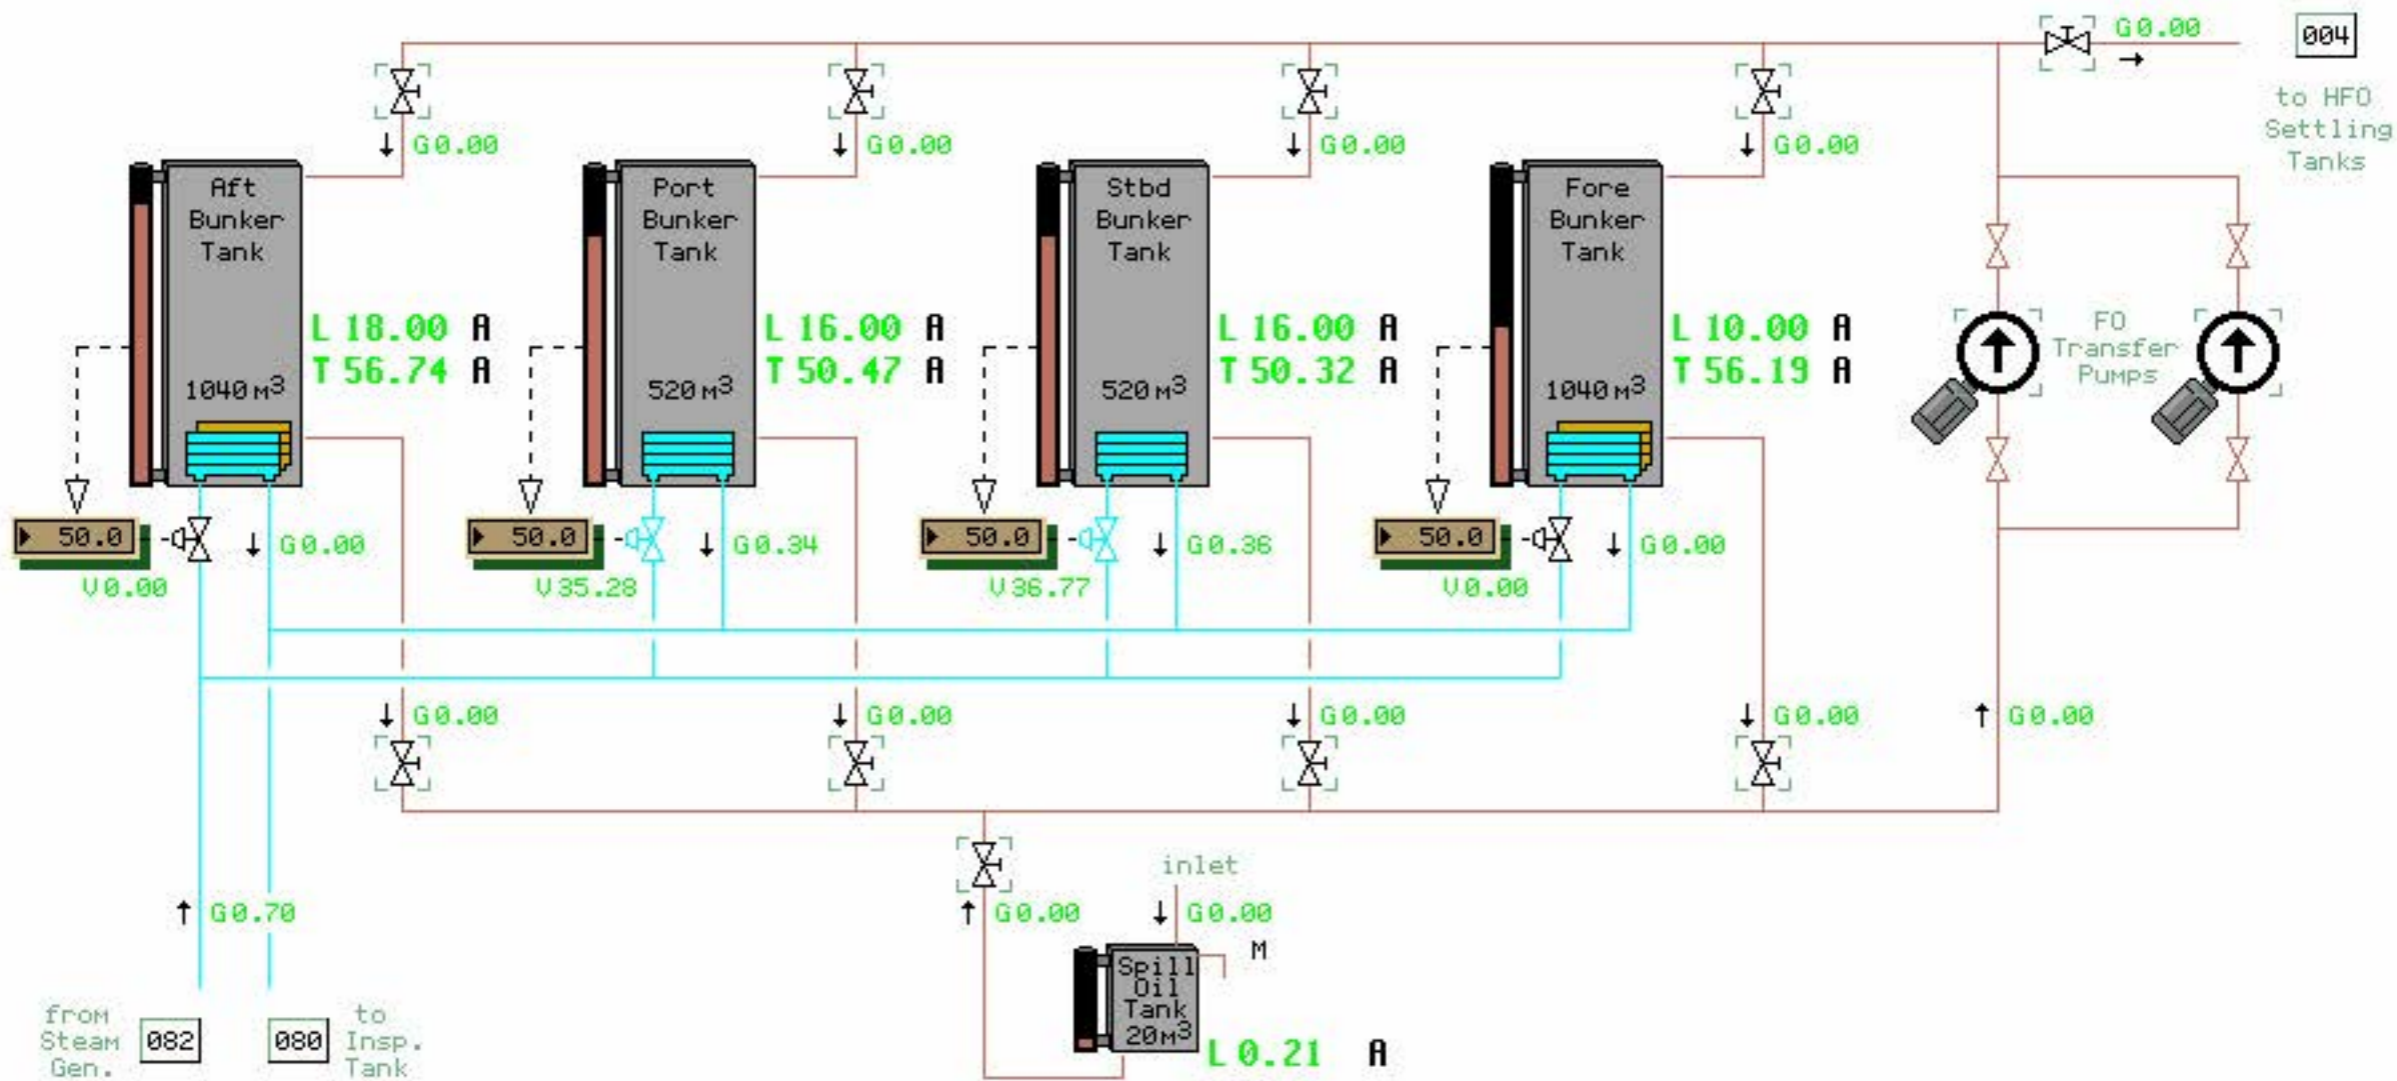 G0.00
004
to HFO
Settling
Tanks
G0.00
G0.00
G0.00
G0.00
Aft
Bunker
Tank
1040 м3
L 18.00 A
T 56.74 A
Port
Bunker
Tank
520 м3
L 16.00 A
T 50.47 A
Stbd
Bunker
Tank
520 м3
L 16.00 A
T 50.32 A
Fore
Bunker
Tank
1040 м3
L 10.00 A
T 56.19 A
FO
Transfer
Pumps
50.0
G0.00
V0.00
50.0
G0.34
V35.28
50.0
G0.36
V36.77
50.0
G0.00
V0.00
G0.00
G0.00
G0.00
G0.00
G0.00
inlet
G0.70
G0.00
G0.00
M
Spill
Oil
Tank
20м3
L 0.21 A
from
Steam
Gen.
082
080
to
Insp.
Tank